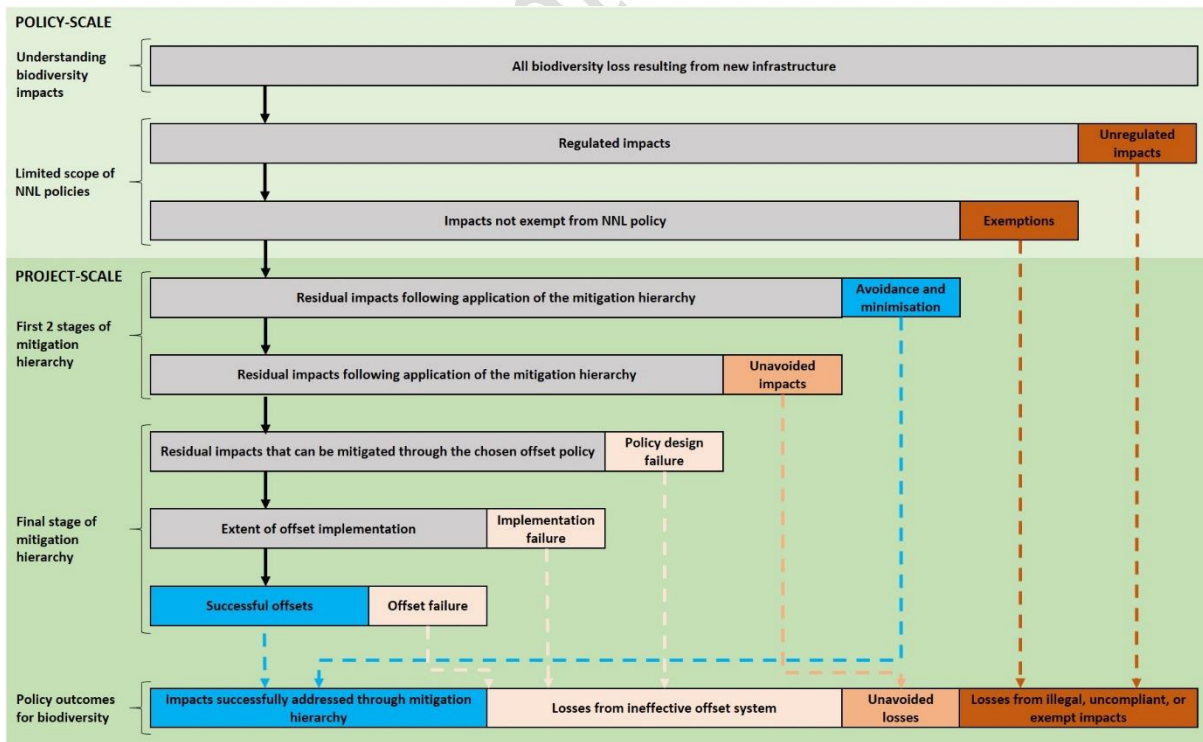 POLICY-SCALE
Understanding
biodiversity
impacts
All biodiversity loss resulting from new infrastructure
Limited scope of
NNL policies
Regulated impacts
Unregulated
impacts
Impacts not exempt from NNL policy
Exemptions
PROJECT-SCALE
First 2 stages of
mitigation
hierarchy
Residual impacts following application of the mitigation hierarchy
Avoidance and
minimisation
Residual impacts following application of the mitigation hierarchy
Unavoided
impacts
Final stage of
mitigation
hierarchy
Residual impacts that can be mitigated through the chosen offset policy
Policy design
failure
Extent of offset implementation
Implementation
failure
Successful offsets
Offset failure
Policy outcomes
for biodiversity
Impacts successfully addressed through mitigation
hierarchy
Losses from ineffective offset system
Unavoided
losses
Losses from illegal, uncompliant, or
exempt impacts